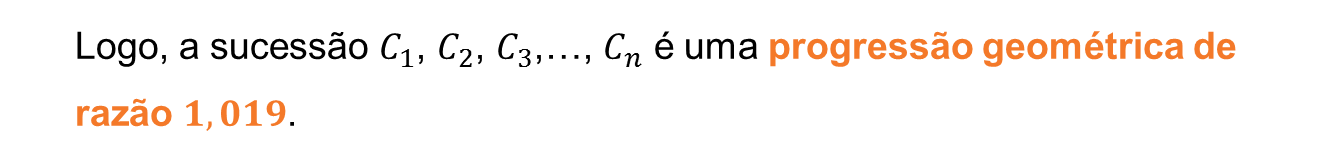 Logo, a sucessão C₁, C₂, C₃,…, Cₙ é uma progressão geométrica de
razão 1,019.